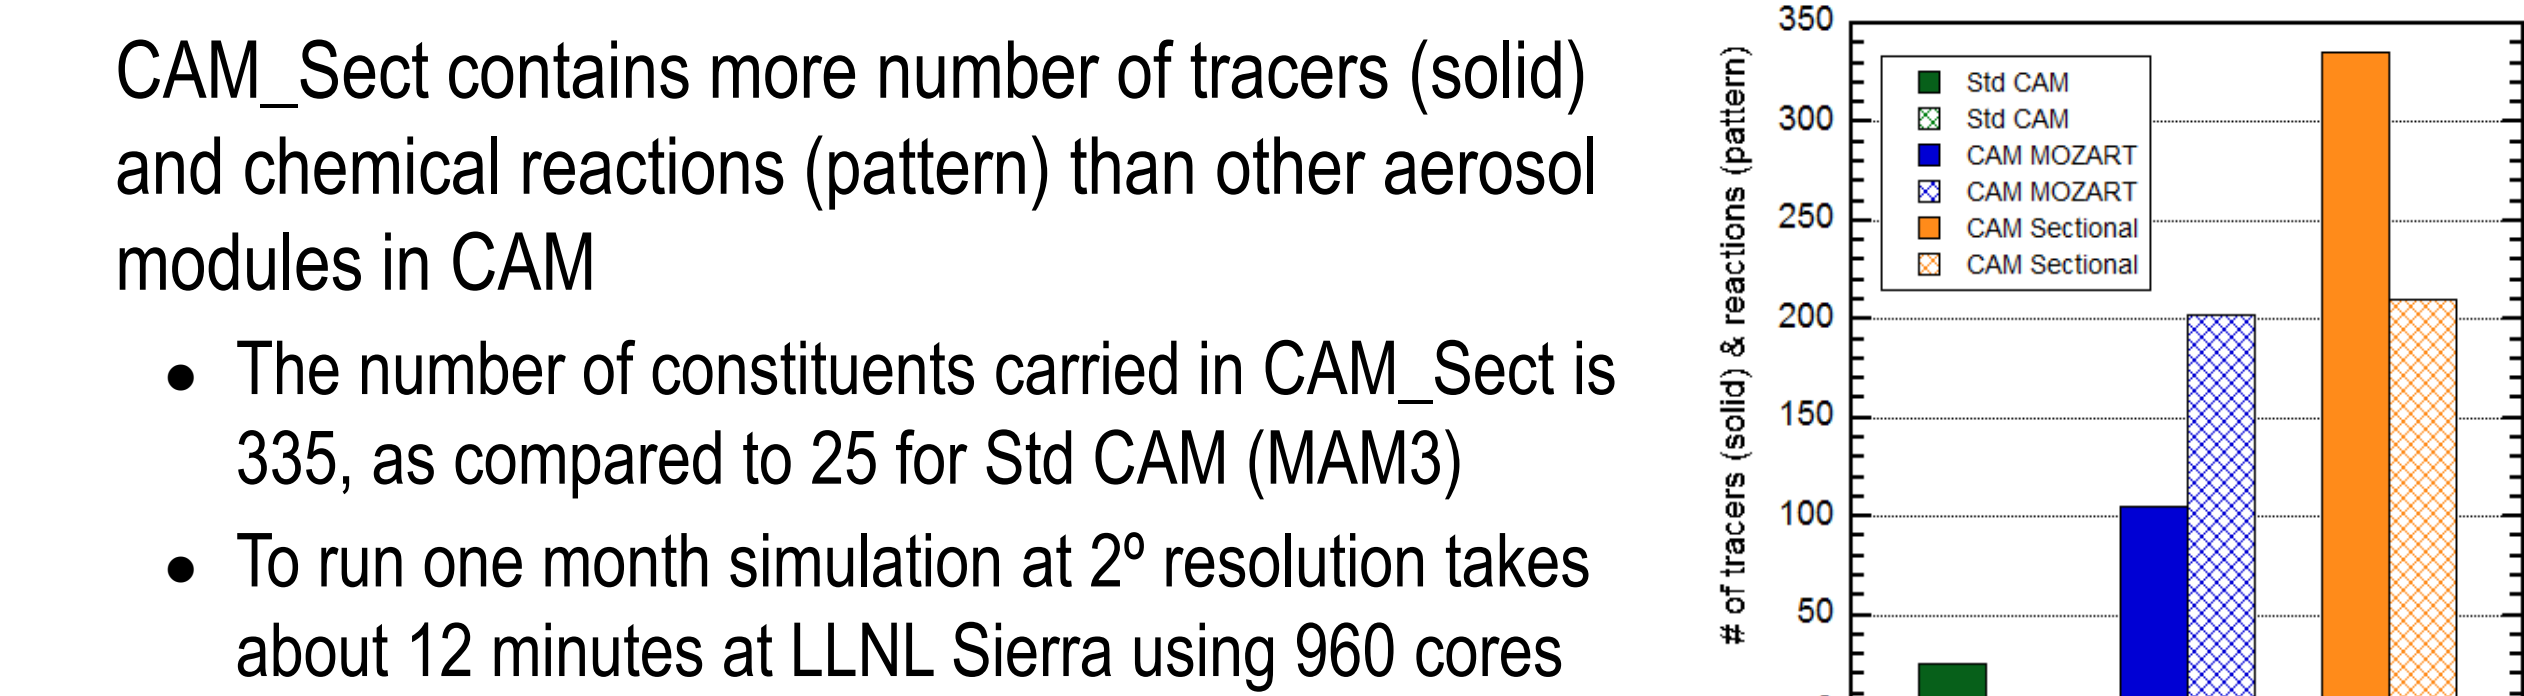 CAM_Sect contains more number of tracers (solid)
and chemical reactions (pattern) than other aerosol
modules in CAM
● The number of constituents carried in CAM_Sect is
335, as compared to 25 for Std CAM (MAM3)
● To run one month simulation at 2º resolution takes
about 12 minutes at LLNL Sierra using 960 cores
# of tracers (solid) & reactions (pattern)
350
300
250
200
150
100
50
Std CAM
Std CAM
CAM MOZART
CAM MOZART
CAM Sectional
CAM Sectional